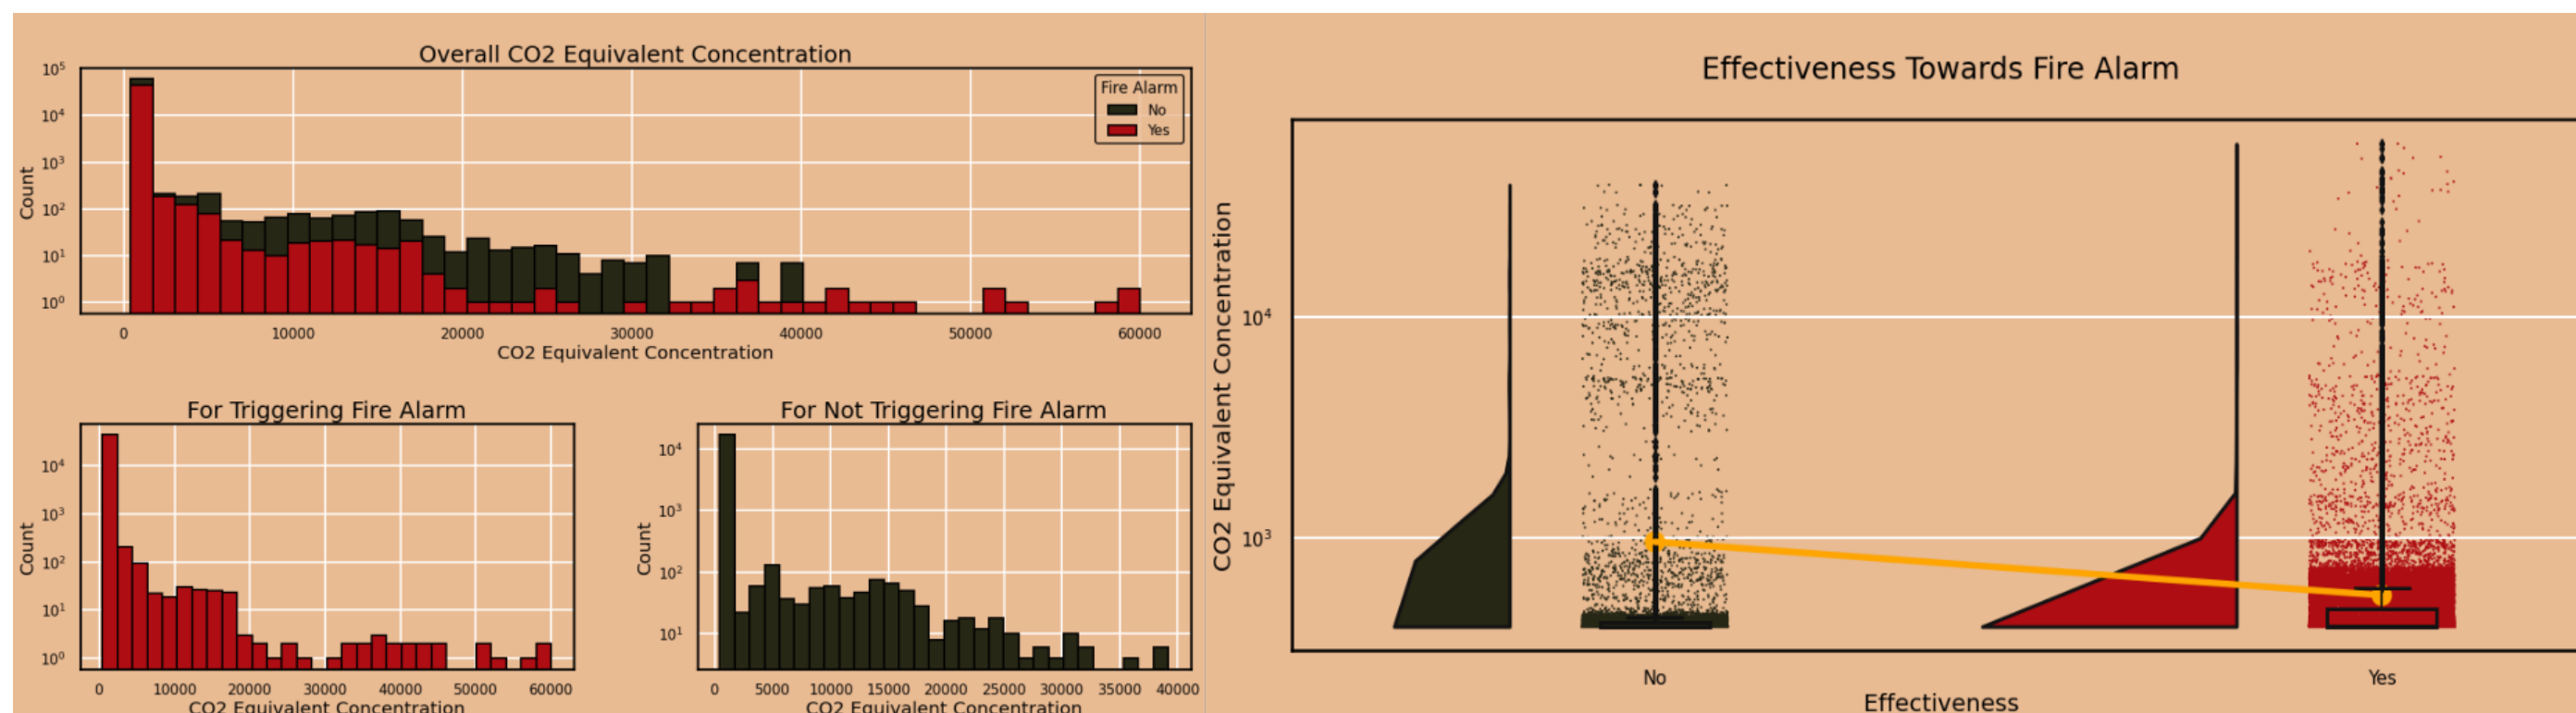 Overall CO2 Equivalent Concentration
10⁵
10⁴
10³
10²
10¹
10⁰
Count
Fire Alarm
No
Yes
0 10000 20000 30000 40000 50000 60000
CO2 Equivalent Concentration
For Triggering Fire Alarm
10⁴
10³
10²
10¹
10⁰
Count
0 10000 20000 30000 40000 50000 60000
CO2 Equivalent Concentration
For Not Triggering Fire Alarm
10⁴
10³
10²
10¹
Count
0 5000 10000 15000 20000 25000 30000 35000 40000
CO2 Equivalent Concentration
Effectiveness Towards Fire Alarm
CO2 Equivalent Concentration
10⁴
10³
No Yes
Effectiveness